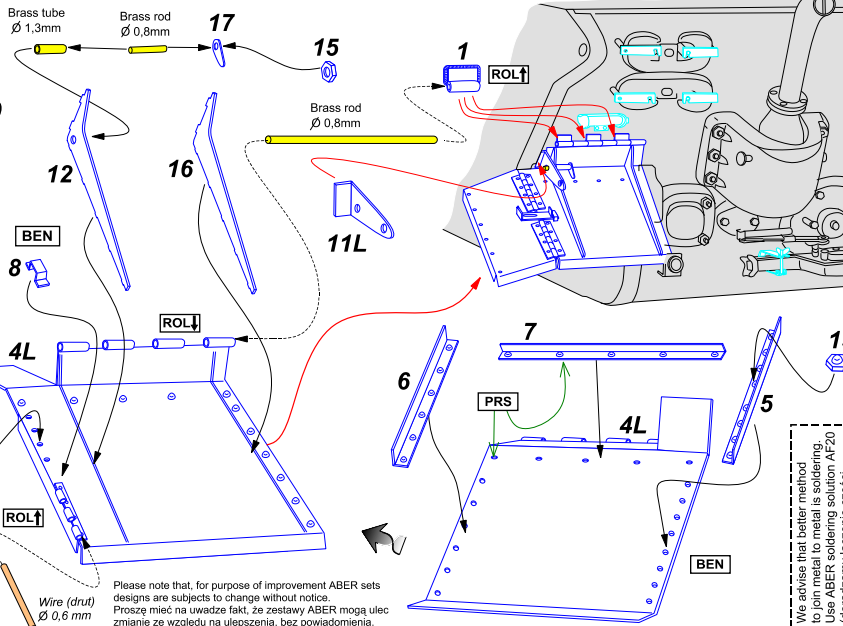 Brass tube
Ø 1,3mm
Brass rod
Ø 0,8mm
17
15
1
ROL↑
Brass rod
Ø 0,8mm
12
16
11L
BEN
8
ROL↓
4L
7
6
5
PRS
4L
ROL↑
BEN
Wire (drut)
Ø 0,6 mm
Please note that, for purpose of improvement ABER sets
designs are subjects to change without notice.
Proszę mieć na uwadze fakt, że zestawy ABER mogą ulec
zmianie ze względu na ulepszenia, bez powiadomienia.
We advise that better method
to join metal to metal is soldering.
Use ABER soldering solution AF20